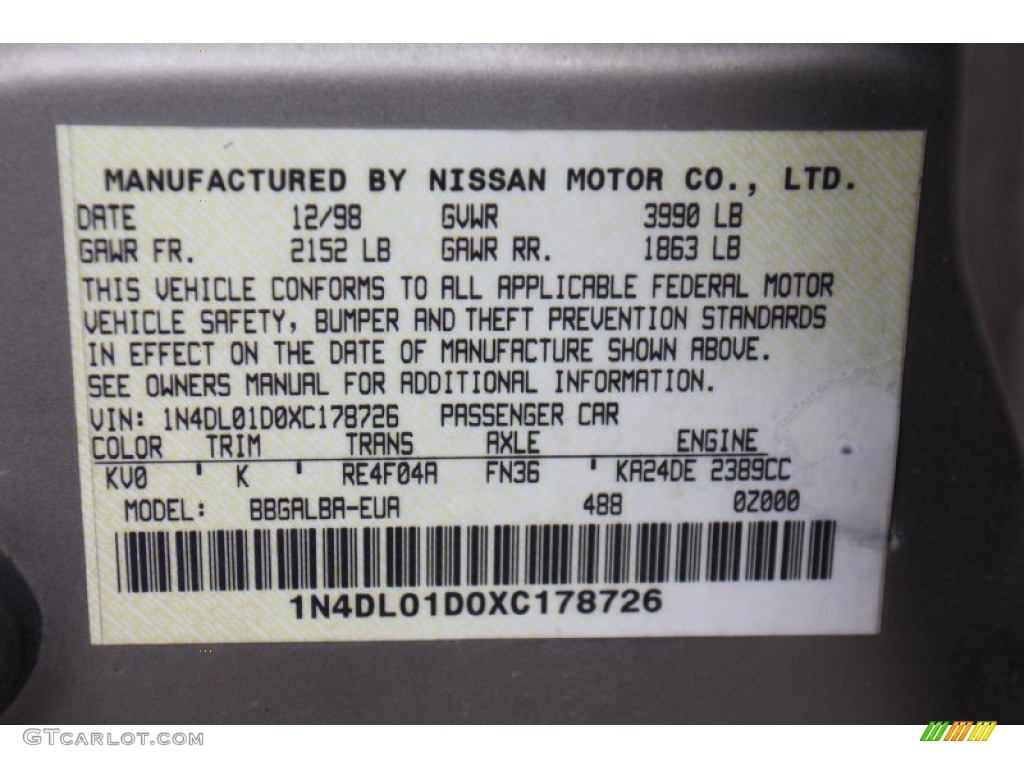 MANUFACTURED BY NISSAN MOTOR CO., LTD.
DATE 12/98 GVWR 3990 LB
GAWR FR. 2152 LB GAWR RR. 1863 LB
THIS VEHICLE CONFORMS TO ALL APPLICABLE FEDERAL MOTOR
VEHICLE SAFETY, BUMPER AND THEFT PREVENTION STANDARDS
IN EFFECT ON THE DATE OF MANUFACTURE SHOWN ABOVE.
SEE OWNERS MANUAL FOR ADDITIONAL INFORMATION.
VIN: 1N4DL01D0XC178726 PASSENGER CAR
COLOR TRIM TRANS AXLE ENGINE
KV0 ' K ' RE4F04A FN36 ' KA24DE 2389CC
MODEL: BBGALBA-EUA 488 0Z000
1N4DL01D0XC178726
GTCarLot.com